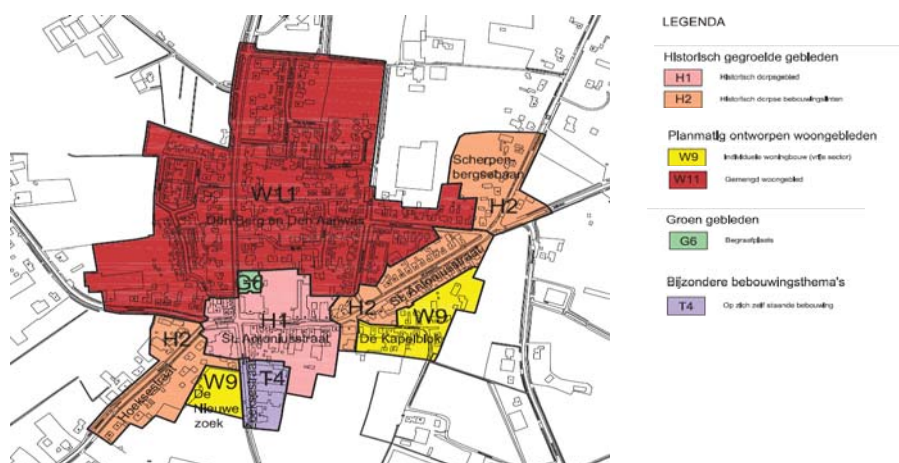 Scherpen-
bergsebaan
W11
H2
Den Berg en Den Aanwas
St. Antoniusstraat
G6
H2
W9
H1
De Kapelblok
St. Antoniusstraat
H2
W9
T4
De
Nieuwe
zoek
Hoeksestraat
LEGENDA
Historisch gegroeide gebieden
H1 Historisch dorpsgebied
H2 Historisch dorpse bebouwingslinten
Planmatig ontworpen woongebieden
W9 Individuele woningbouw (vrije sector)
W11 Gemengd woongebied
Groen gebieden
G6 Begraafplaats
Bijzondere bebouwingsthema's
T4 Op zich zelf staande bebouwing